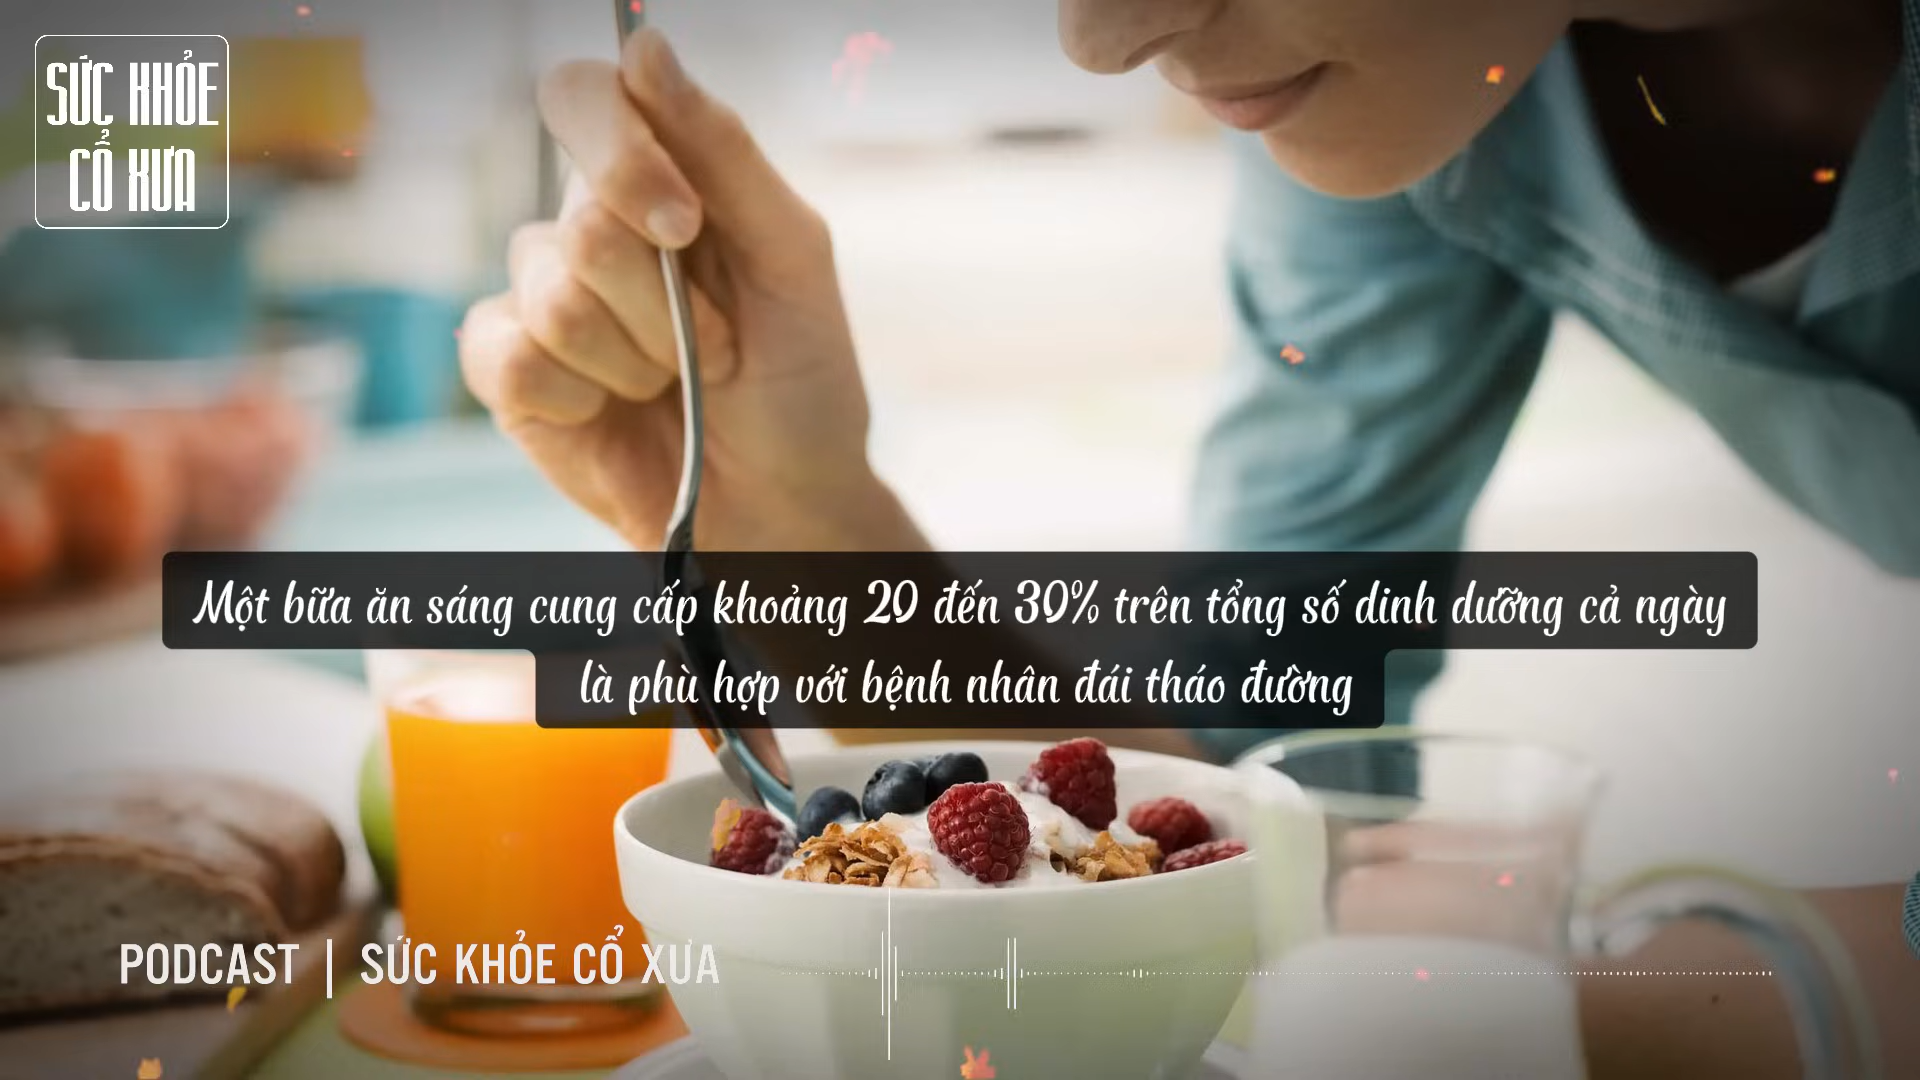 SỨC KHỎE
CỔ XƯA
Một bữa ăn sáng cung cấp khoảng 20 đến 30% trên tổng số dinh dưỡng cả ngày
là phù hợp với bệnh nhân đái tháo đường
PODCAST | SỨC KHỎE CỔ XƯA